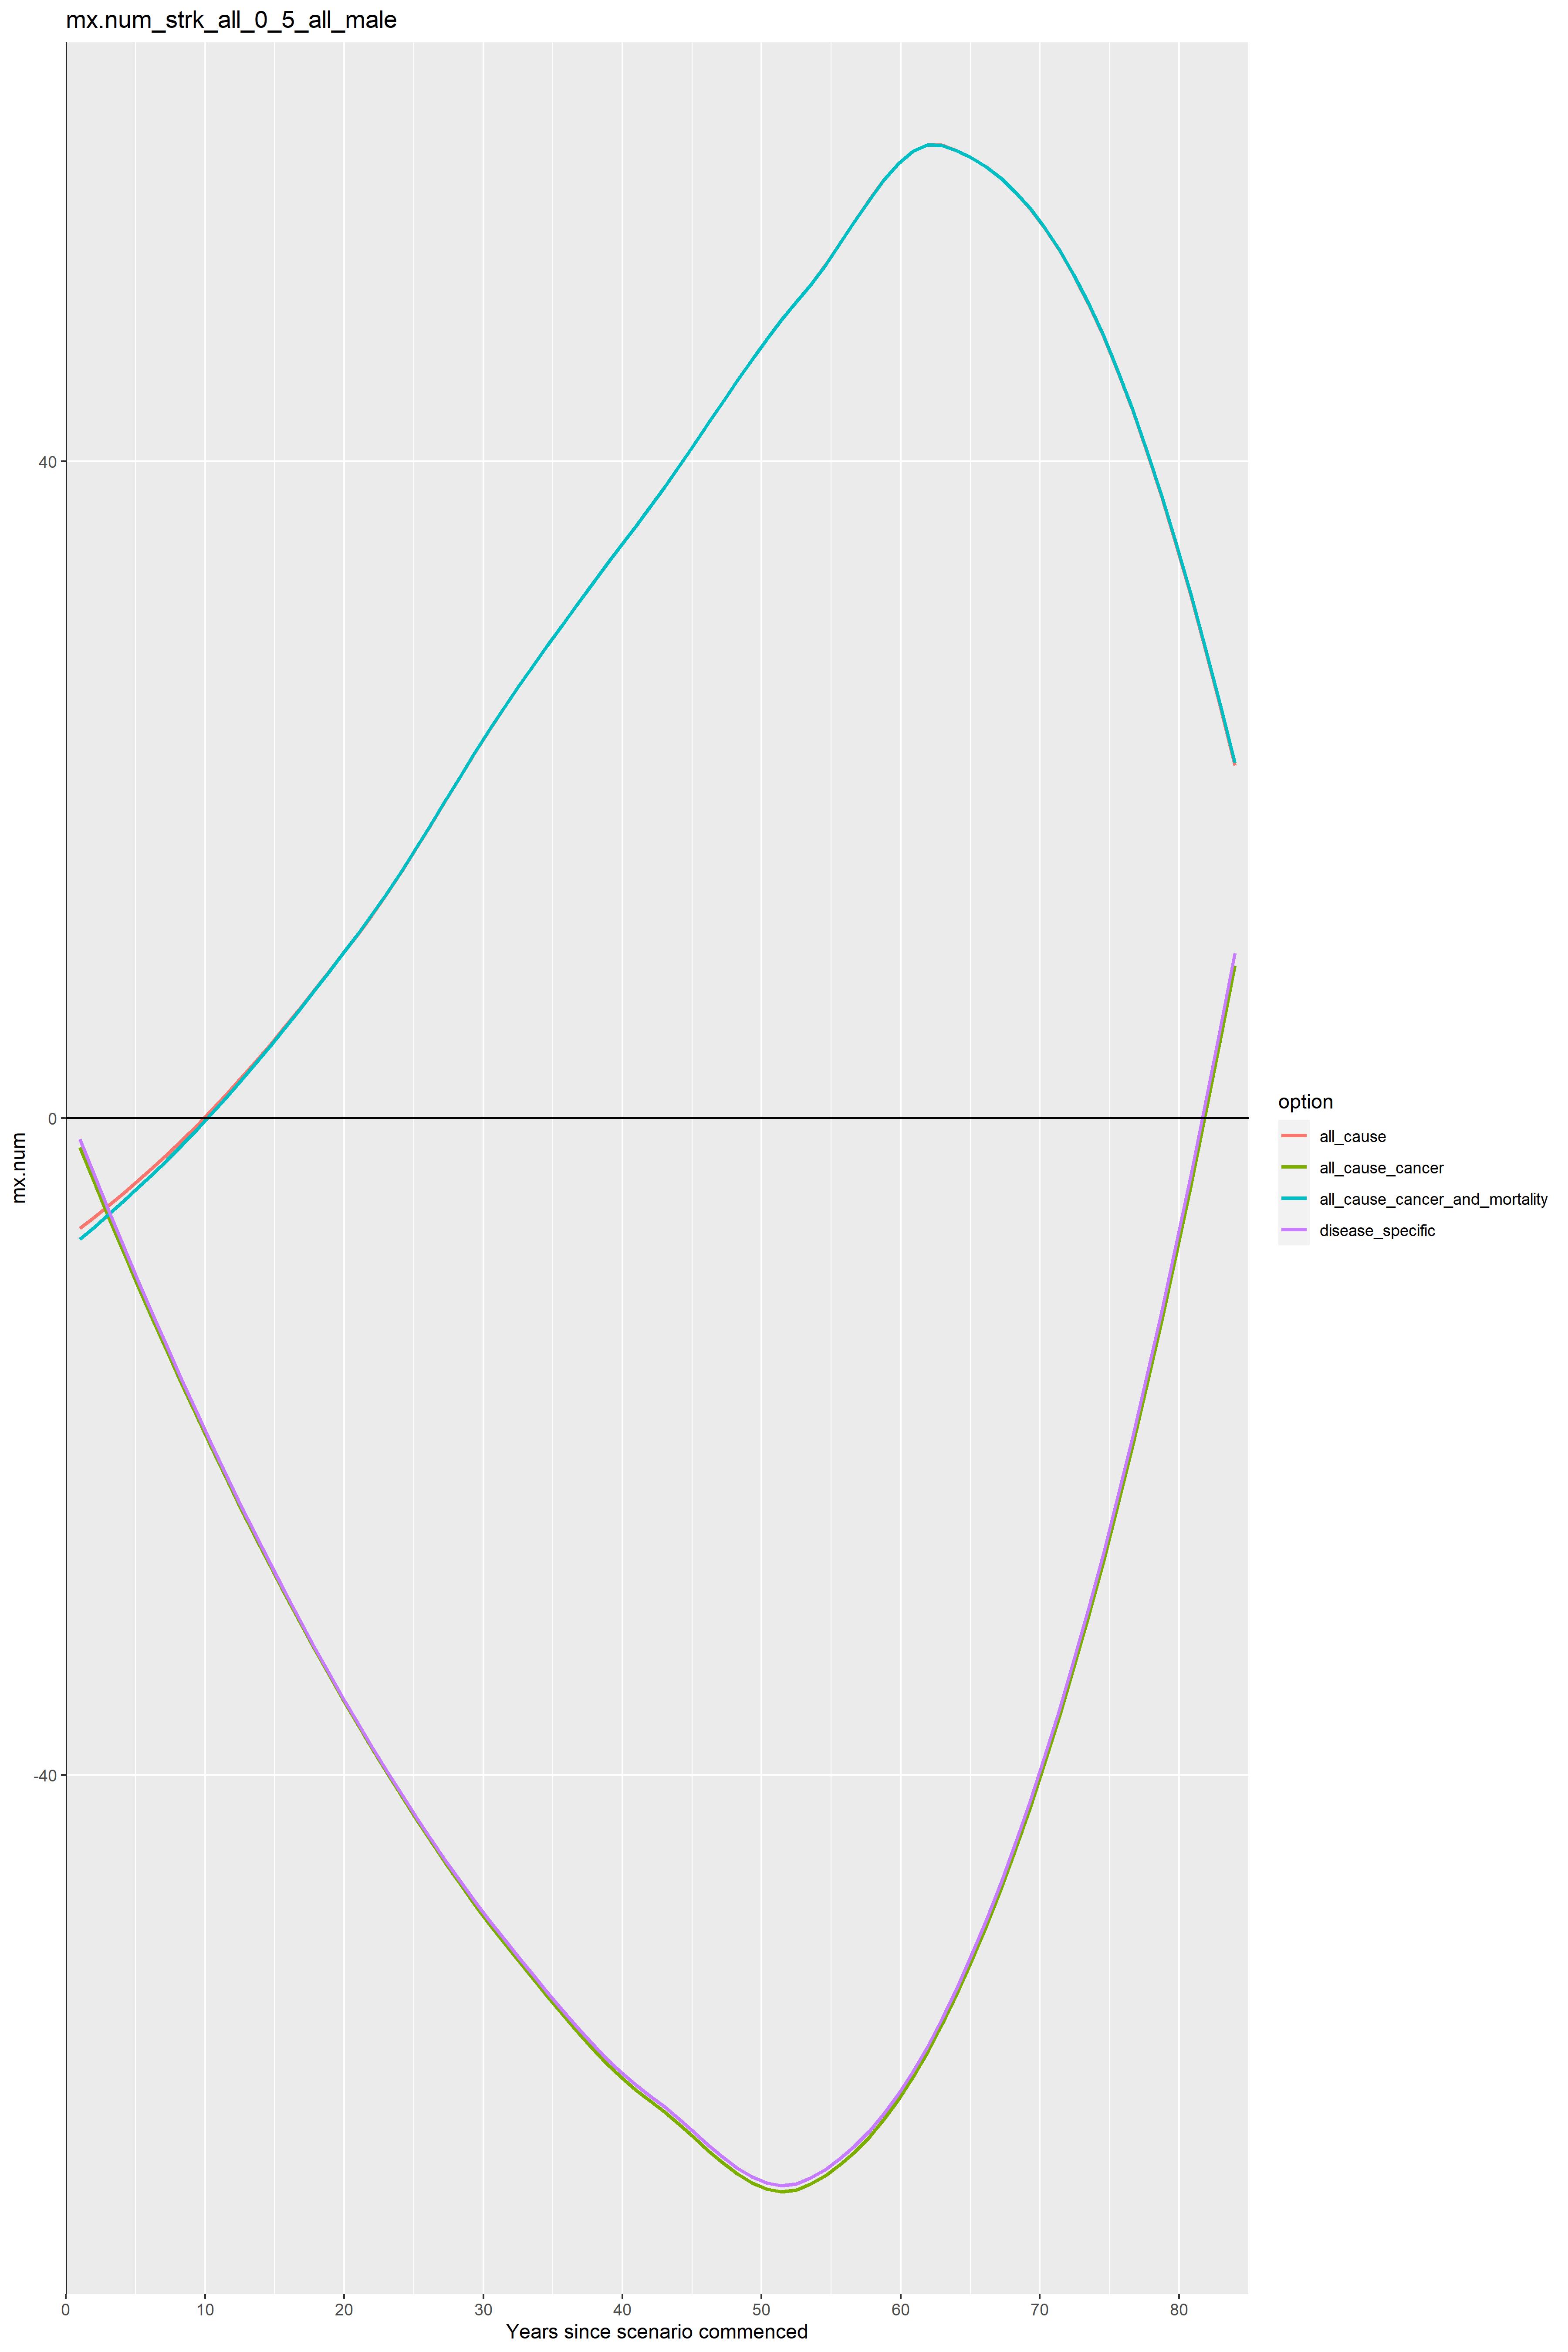 mx.num_strk_all_0_5_all_male
40
0
-40
mx.num
0 10 20 30 40 50 60 70 80
Years since scenario commenced
option
all_cause
all_cause_cancer
all_cause_cancer_and_mortality
disease_specific